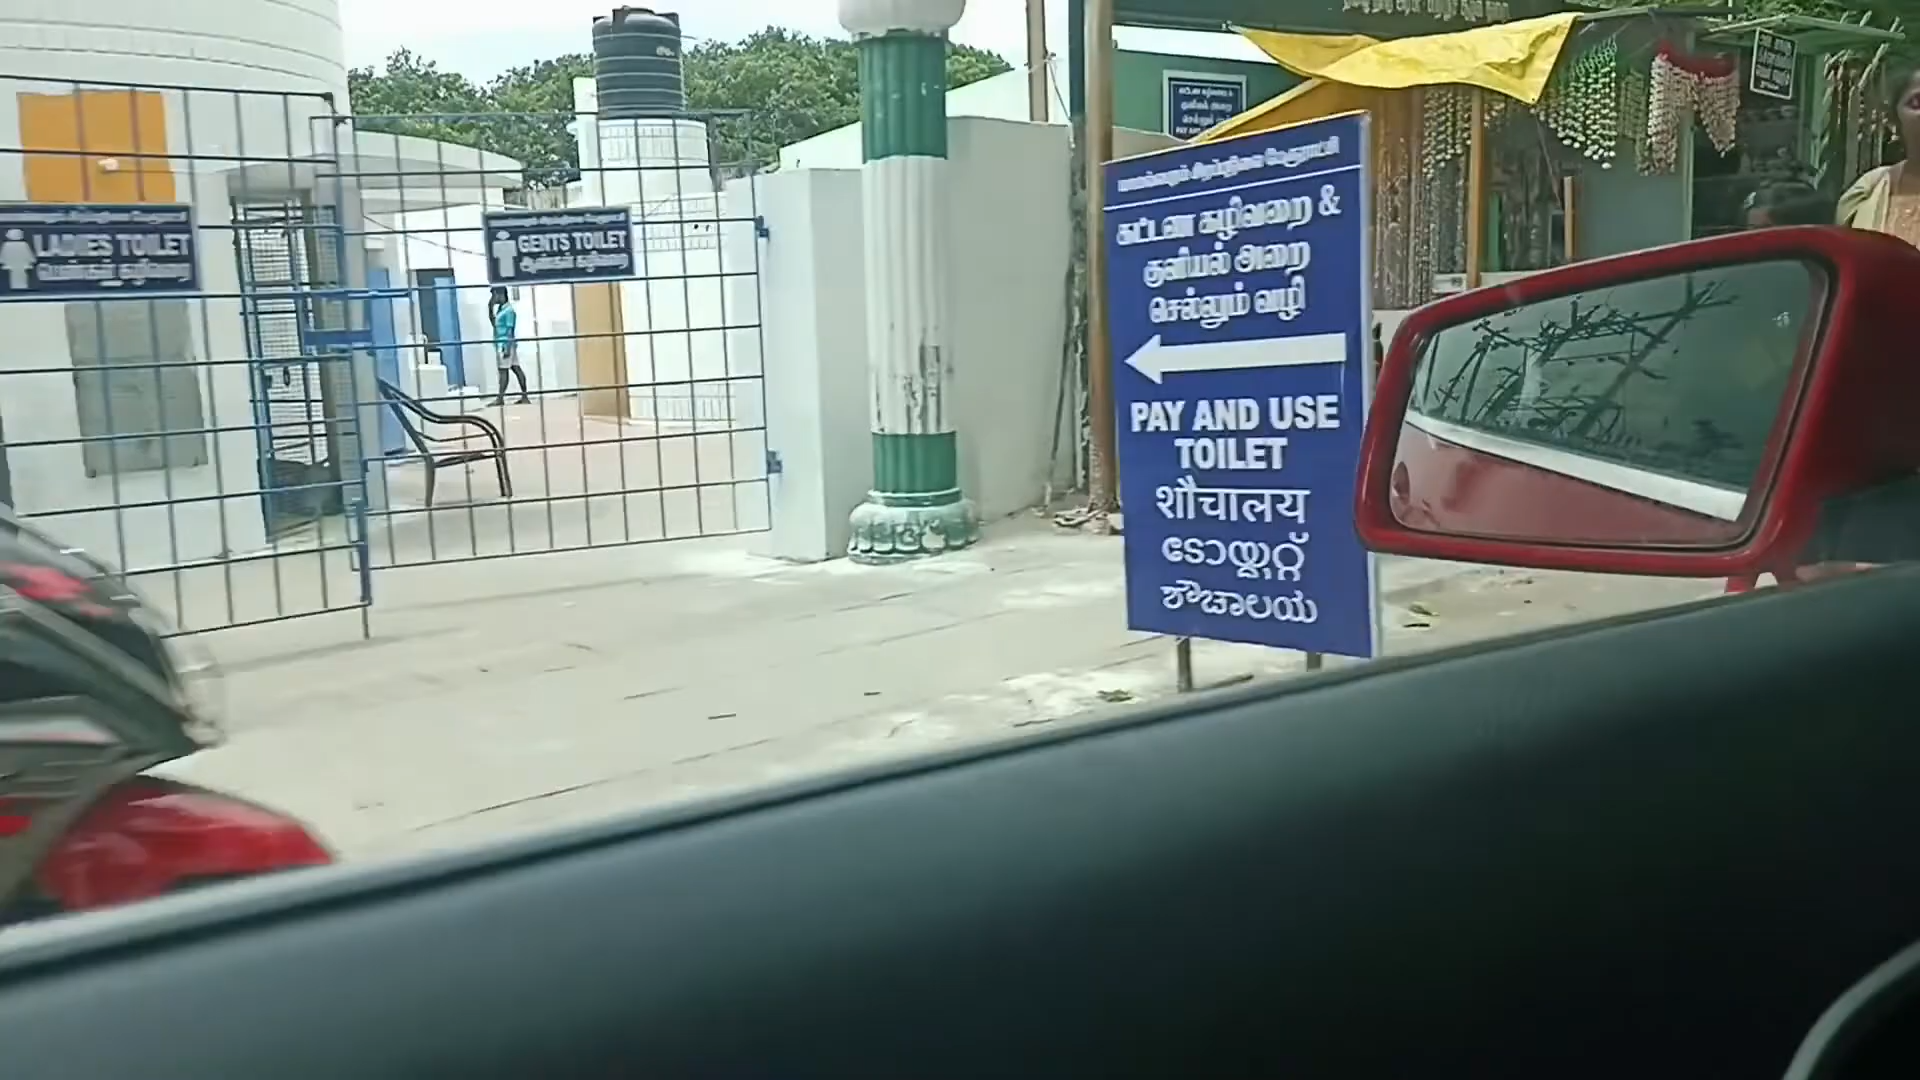 LADIES TOILET
பெண்கள் கழிவறை
GENTS TOILET
ஆண்கள் கழிவறை
கட்டண கழிவறை &
குளியல் அறை
செல்லும் வழி
PAY AND USE
TOILET
शौचालय
ടോയ്ലറ്റ്
ಶೌಚಾಲಯ